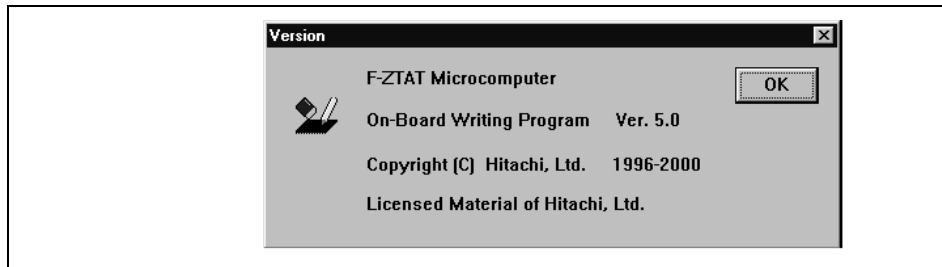 Version
F-ZTAT Microcomputer
OK
On-Board Writing Program Ver. 5.0
Copyright (C) Hitachi, Ltd. 1996-2000
Licensed Material of Hitachi, Ltd.